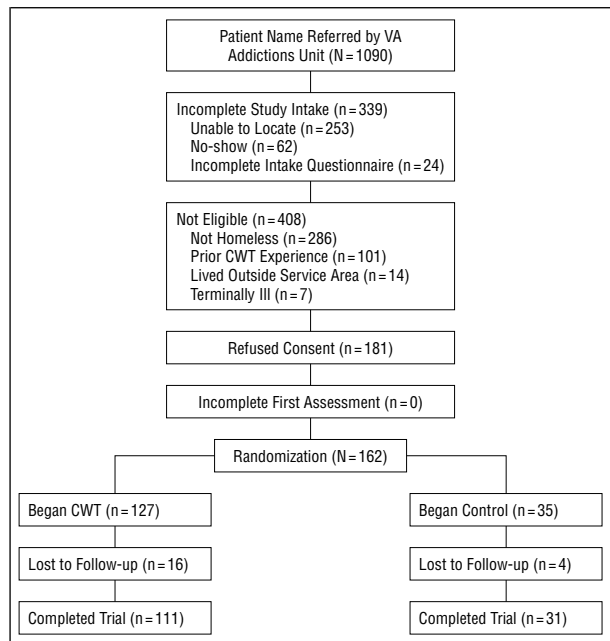 Patient Name Referred by VA
Addictions Unit (N = 1090)
Incomplete Study Intake (n = 339)
Unable to Locate (n = 253)
No-show (n = 62)
Incomplete Intake Questionnaire (n = 24)
Not Eligible (n = 408)
Not Homeless (n = 286)
Prior CWT Experience (n = 101)
Lived Outside Service Area (n = 14)
Terminally Ill (n = 7)
Refused Consent (n = 181)
Incomplete First Assessment (n = 0)
Randomization (N = 162)
Began CWT (n = 127)
Began Control (n = 35)
Lost to Follow-up (n = 16)
Lost to Follow-up (n = 4)
Completed Trial (n = 111)
Completed Trial (n = 31)